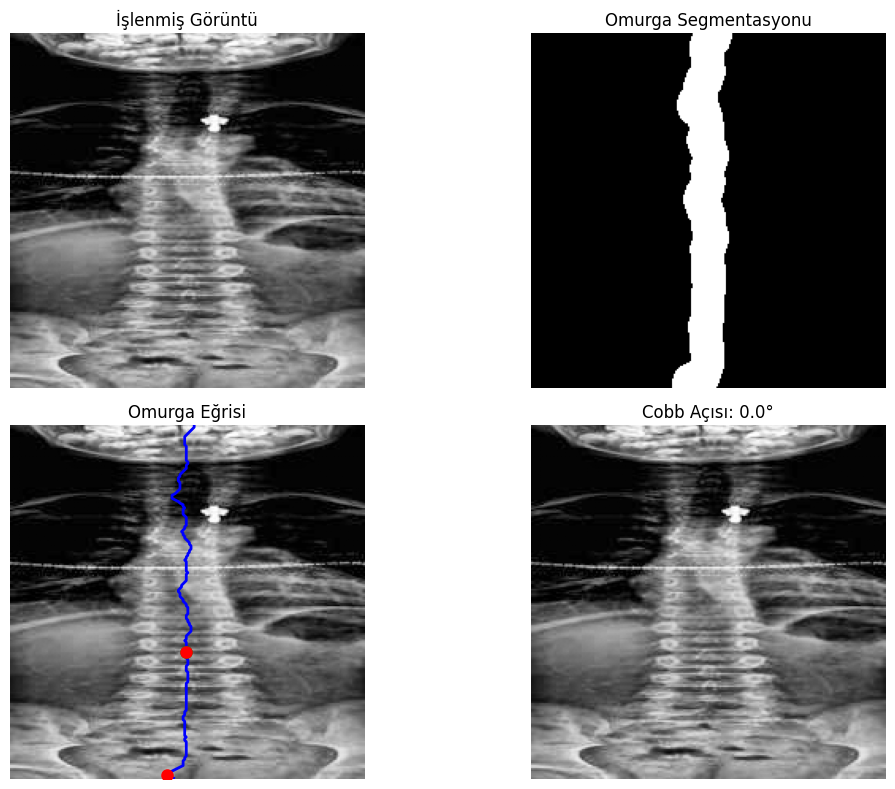 İşlenmiş Görüntü
Omurga Segmentasyonu
Omurga Eğrisi
Cobb Açısı: 0.0°